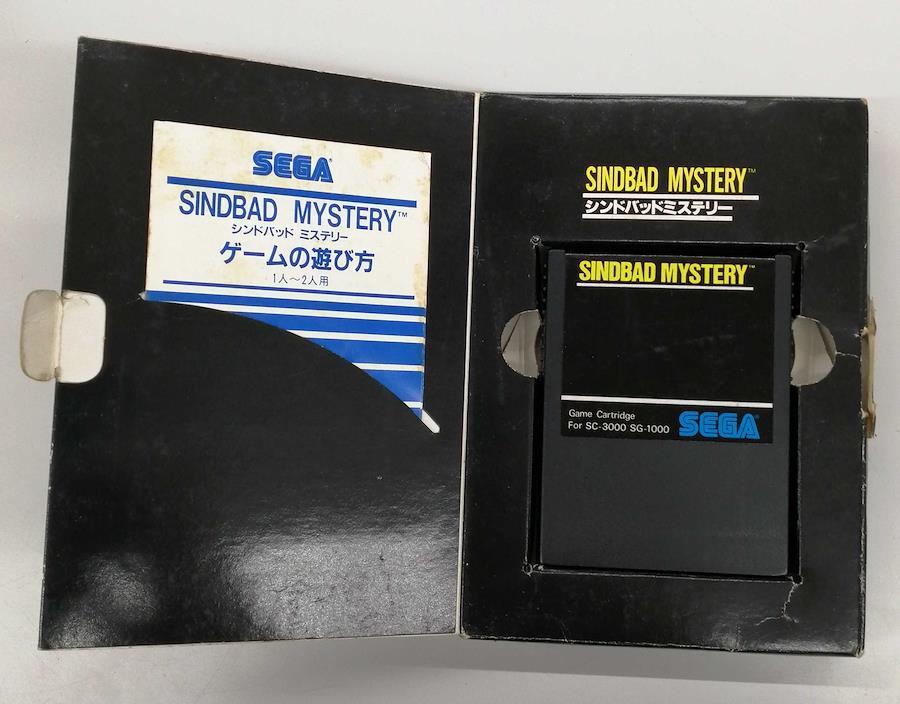 SEGA
SINDBAD MYSTERY™
シンドバッド ミステリー
ゲームの遊び方
1人～2人用
SINDBAD MYSTERY™
シンドバッドミステリー
SINDBAD MYSTERY™
Game Cartridge
For SC-3000 SG-1000 SEGA